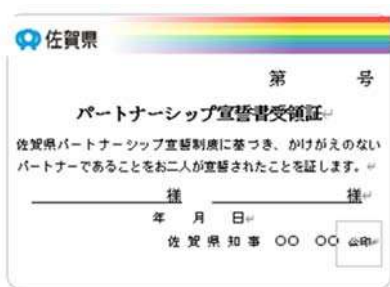 佐賀県
第　　　号
パートナーシップ宣誓書受領証
佐賀県パートナーシップ宣誓制度に基づき、かけがえのない
パートナーであることをお二人が宣誓されたことを証します。
様　　　様
年　月　日
佐賀県知事　○○　○○　公印